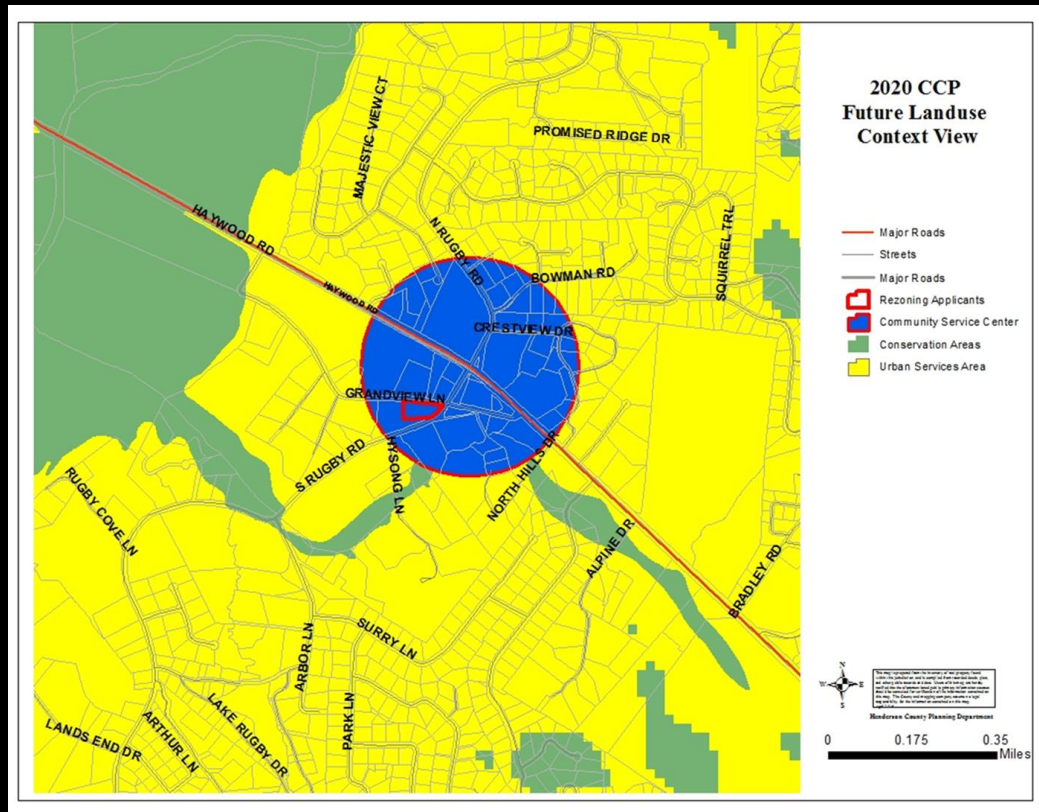 2020 CCP
Future Landuse
Context View
Major Roads
Streets
Major Roads
Rezoning Applicants
Community Service Center
Conservation Areas
Urban Services Area
MAJESTIC VIEW CT
PROMISED RIDGE DR
HAYWOOD RD
N RUGBY RD
SQUIRREL TRL
BOWMAN RD
HAYWOOD RD
CRESTVIEW DR
GRANDVIEW LN
S RUGBY RD
HYSONG LN
NORTH HILLS DR
RUGBY COVE LN
ALPINE DR
BRADLEY RD
SURRY LN
ARBOR LN
PARK LN
LAKE RUGBY DR
ARTHUR LN
LANDS END DR
N
W
E
S
Henderson County Planning Department
0
0.175
0.35
Miles